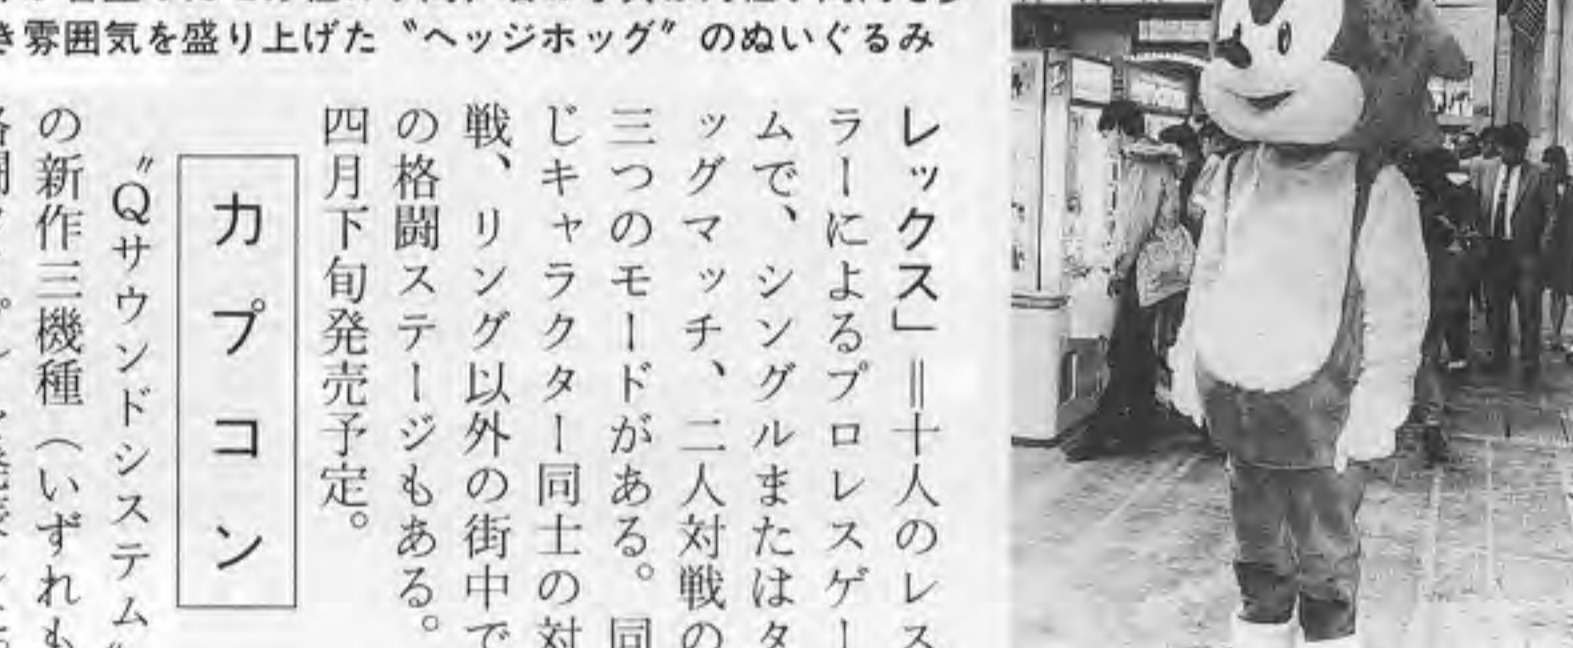 き雰囲気を盛り上げた〝ヘッジホッグ〟のぬいぐるみ
レックス」＝十人のレス
ラーによるプロレスゲー
ムで、シングルまたはタ
ッグマッチ、二人対戦の
三つのモードがある。同
じキャラクター同士の対
戦、リング以外の街中で
の格闘ステージもある。
四月下旬発売予定。
カプコン
〝Qサウンドシステム〟
の新作三機種（いずれも